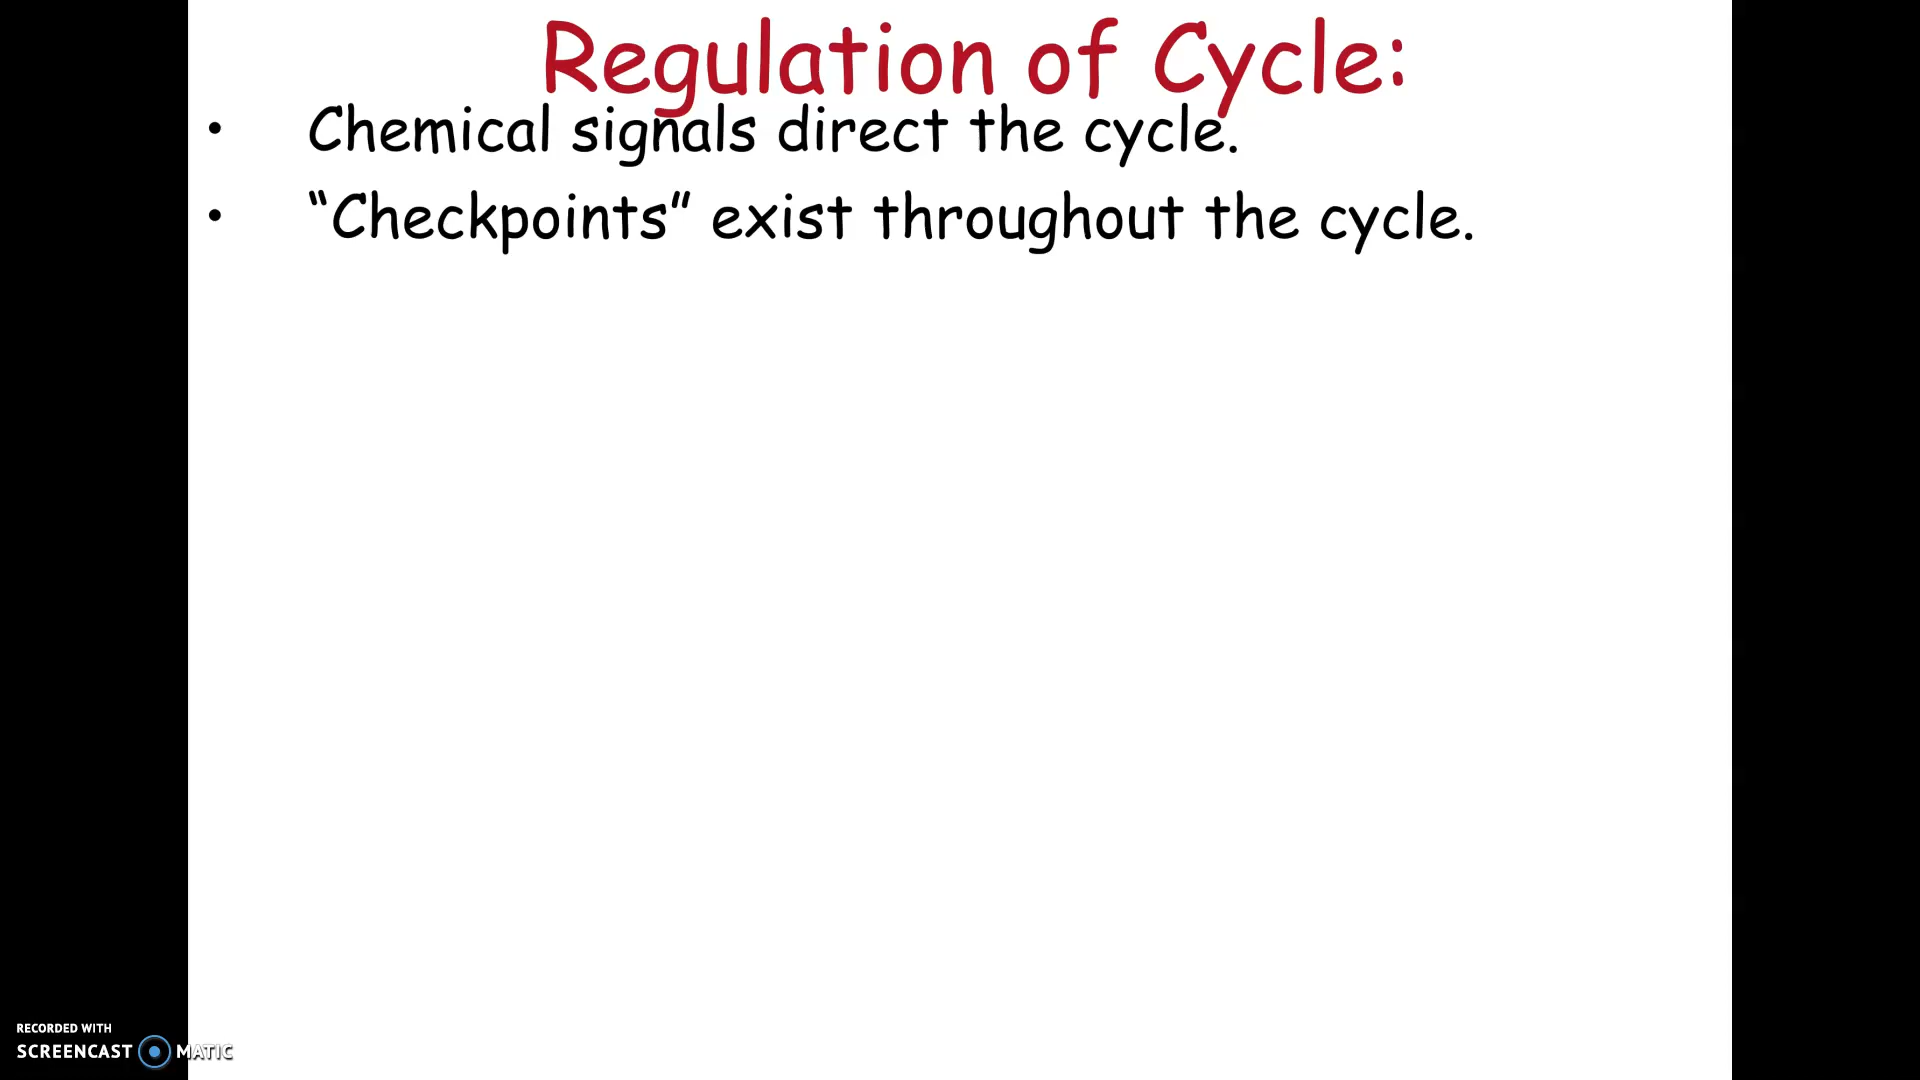 Regulation of Cycle:
• Chemical signals direct the cycle.
• “Checkpoints” exist throughout the cycle.
RECORDED WITH
SCREENCAST MATIC